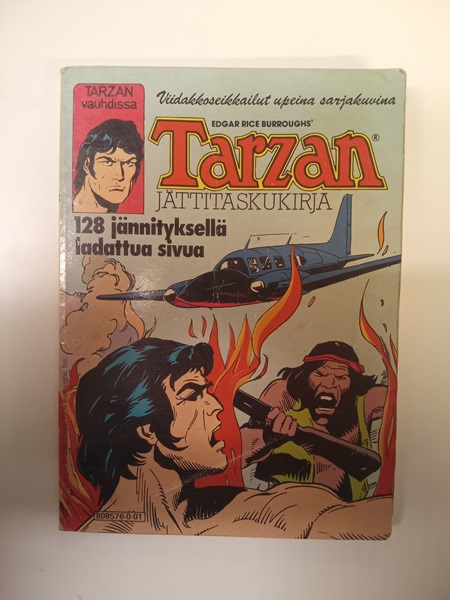 TARZAN
vauhdissa
Viidakkoseikkailut upeina sarjakuvina
EDGAR RICE BURROUGHS'
Tarzan®
JÄTTITASKUKIRJA
128 jännityksellä
ladattua sivua
808576-0-01